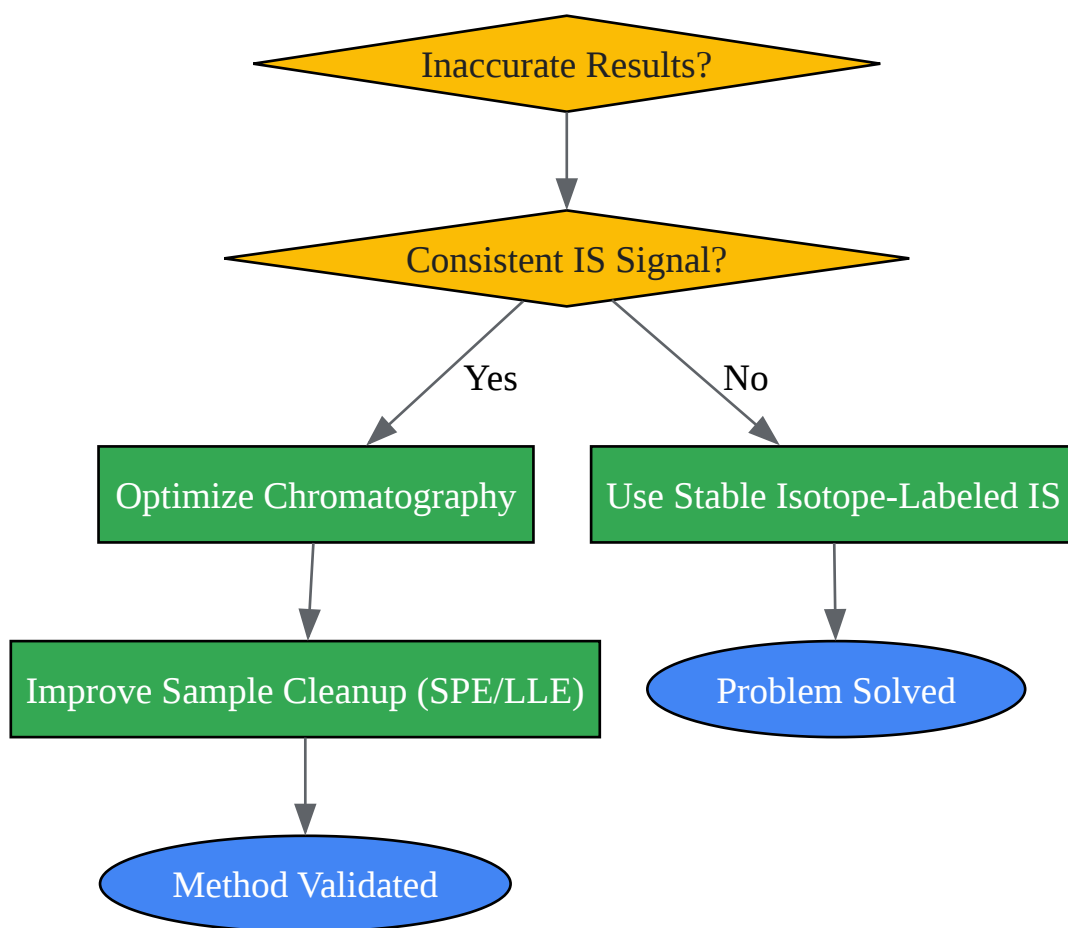 Inaccurate Results?
Consistent IS Signal?
Yes
No
Optimize Chromatography
Use Stable Isotope-Labeled IS
Improve Sample Cleanup (SPE/LLE)
Problem Solved
Method Validated